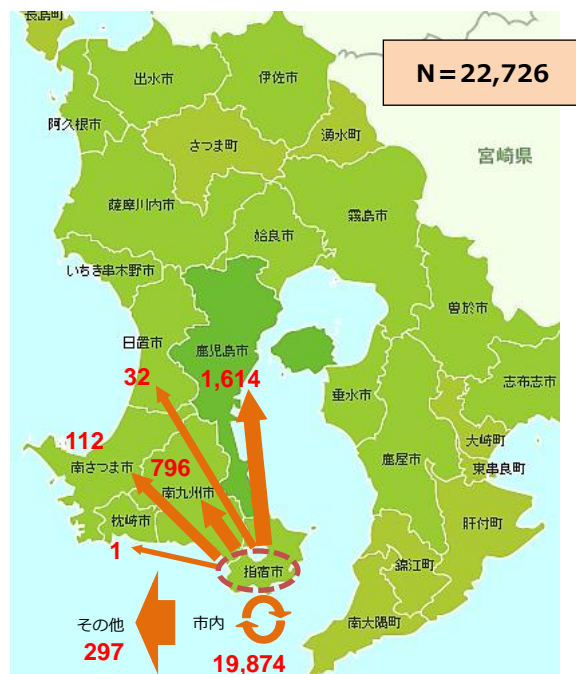 長島町
N＝22,726
出水市
伊佐市
阿久根市
さつま町
湧水町
宮崎県
薩摩川内市
霧島市
姶良市
いちき串木野市
曽於市
日置市
鹿児島市
32
1,614
垂水市
志布志市
112
大崎町
796
鹿屋市
南さつま市
東串良町
南九州市
枕崎市
肝付町
1
指宿市
錦江町
その他
市内
南大隅町
297
19,874